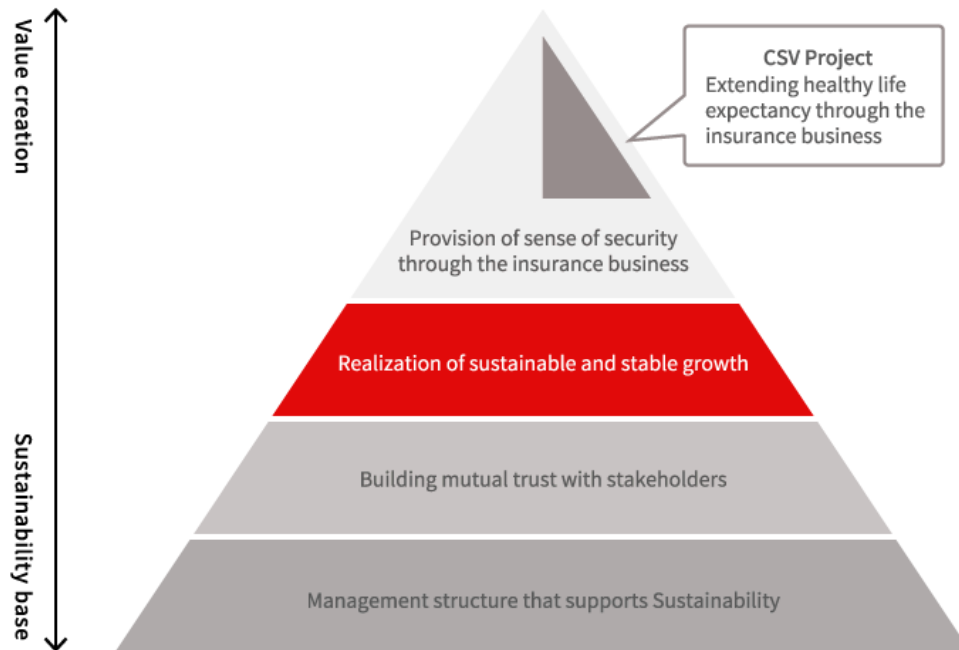 Value creation
Sustainability base
CSV Project
Extending healthy life
expectancy through the
insurance business
Provision of sense of security
through the insurance business
Realization of sustainable and stable growth
Building mutual trust with stakeholders
Management structure that supports Sustainability